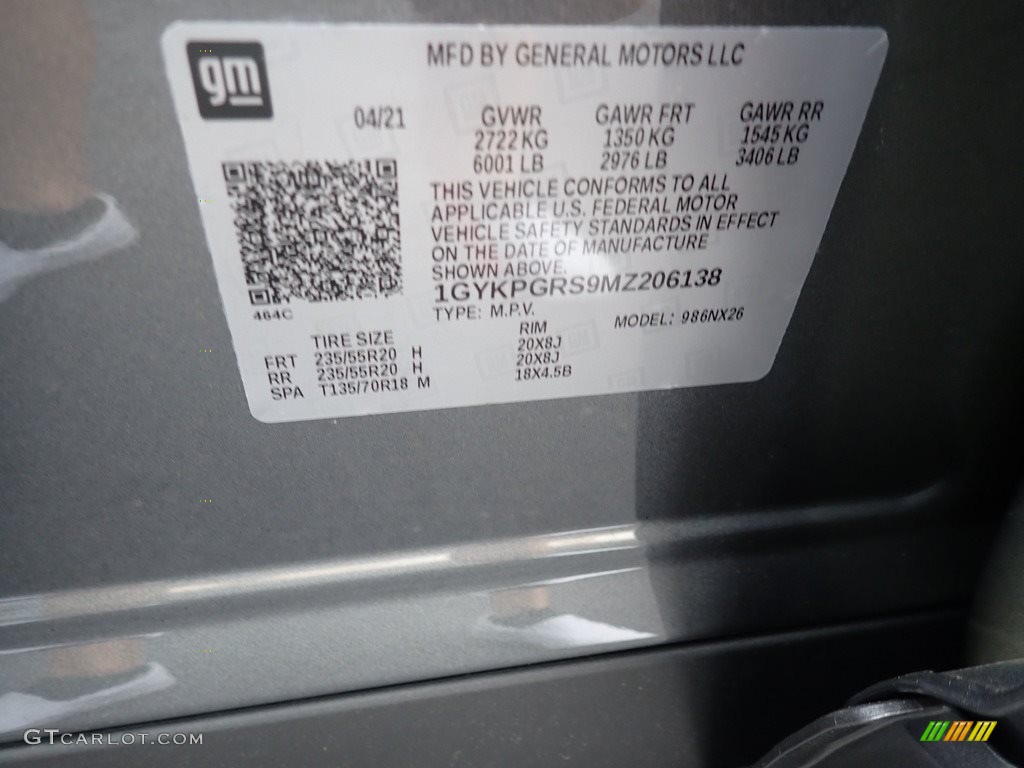 gm
MFD BY GENERAL MOTORS LLC
04/21
GVWR GAWR FRT GAWR RR
2722 KG 1350 KG 1545 KG
6001 LB 2976 LB 3406 LB
THIS VEHICLE CONFORMS TO ALL
APPLICABLE U.S. FEDERAL MOTOR
VEHICLE SAFETY STANDARDS IN EFFECT
ON THE DATE OF MANUFACTURE
SHOWN ABOVE.
1GYKPGRS9MZ206138
464C
TYPE: M.P.V. MODEL: 986NX26
TIRE SIZE RIM
FRT 235/55R20 H 20X8J
RR 235/55R20 H 20X8J
SPA T135/70R18 M 18X4.5B
GTCARLOT.COM